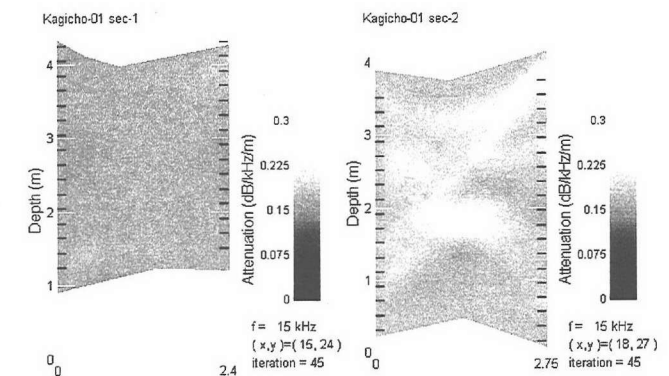 Kagicho-01 sec-1
4
3
2
1
0
Depth (m)
0
2.4
0.3
0.225
0.15
0.075
0
Attenuation (dB/kHz/m)
f = 15 kHz
( x,y )=( 15, 24 )
iteration = 45
Kagicho-01 sec-2
4
3
2
1
0
Depth (m)
0
2.75
0.3
0.225
0.15
0.075
0
Attenuation (dB/kHz/m)
f = 15 kHz
( x,y )=( 18, 27 )
iteration = 45